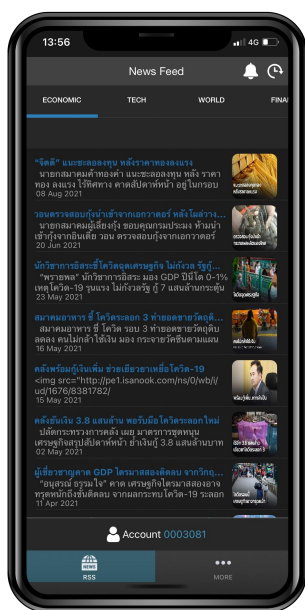 13:56
4G
News Feed
ECONOMIC
TECH
WORLD
FINA
“จิตติ” แนะชะลอลงทุน หลังราคาทองลงแรง
นายกสมาคมค้าทองคำ แนะชะลอลงทุน หลัง ราคา
ทอง ลงแรง ไร้ทิศทาง คาดสัปดาห์หน้า อยู่ในกรอบ
08 Aug 2021
วอนตรวจสอบกุ้งนำเข้าจากเอกวาดอร์ หลังโผล่วาง...
นายกสมาคมผู้เลี้ยงกุ้ง ขอบคุณกรมประมง ห้ามนำ
เข้ากุ้งจากอินเดีย วอน ตรวจสอบกุ้งจากเอกวาดอร์
20 Jun 2021
นักวิชาการอิสระชี้โควิดฉุดเศรษฐกิจ ไม่กังวล รัฐกู้...
“พรายพล” นักวิชาการอิสระ มอง GDP ปีนี้โต 0-1%
เหตุโควิด-19 รุนแรง ไม่กังวลรัฐ กู้ 7 แสนล้านกระตุ้น
23 May 2021
สมาคมอาหาร ชี้ โควิดระลอก 3 ทำยอดขายวัตถุดิ...
สมาคมอาหาร ชี้ โควิด รอบ 3 ทำยอดขายวัตถุดิบ
ลดลง คนไม่กล้าใช้เงิน มอง กระจายวัคซีนตามแผน
16 May 2021
คลังพร้อมกู้เงินเพิ่ม ช่วยเยียวยาเหยื่อโควิด-19
<img src="http://pe1.isanook.com/ns/0/wb/i/
ud/1676/8381782/
15 May 2021
คลังยันเงิน 3.8 แสนล้าน พอรับมือโควิดระลอกใหม่
ปลัดกระทรวงการคลัง เผย มาตรการชุดหนุน
เศรษฐกิจสรุปสัปดาห์หน้า ย้ำเงินกู้ 3.8 แสนล้านบาท
02 May 2021
ผู้เชี่ยวชาญคาด GDP ไตรมาสสองติดลบ จากวิกฤ...
“อนุสรณ์ ธรรมใจ” คาด เศรษฐกิจไตรมาสสองอาจ
ทรุดหนักถึงขั้นติดลบ จากผลกระทบโควิด-19 ระลอก
11 Apr 2021
Account 0003081
NEWS
RSS
MORE